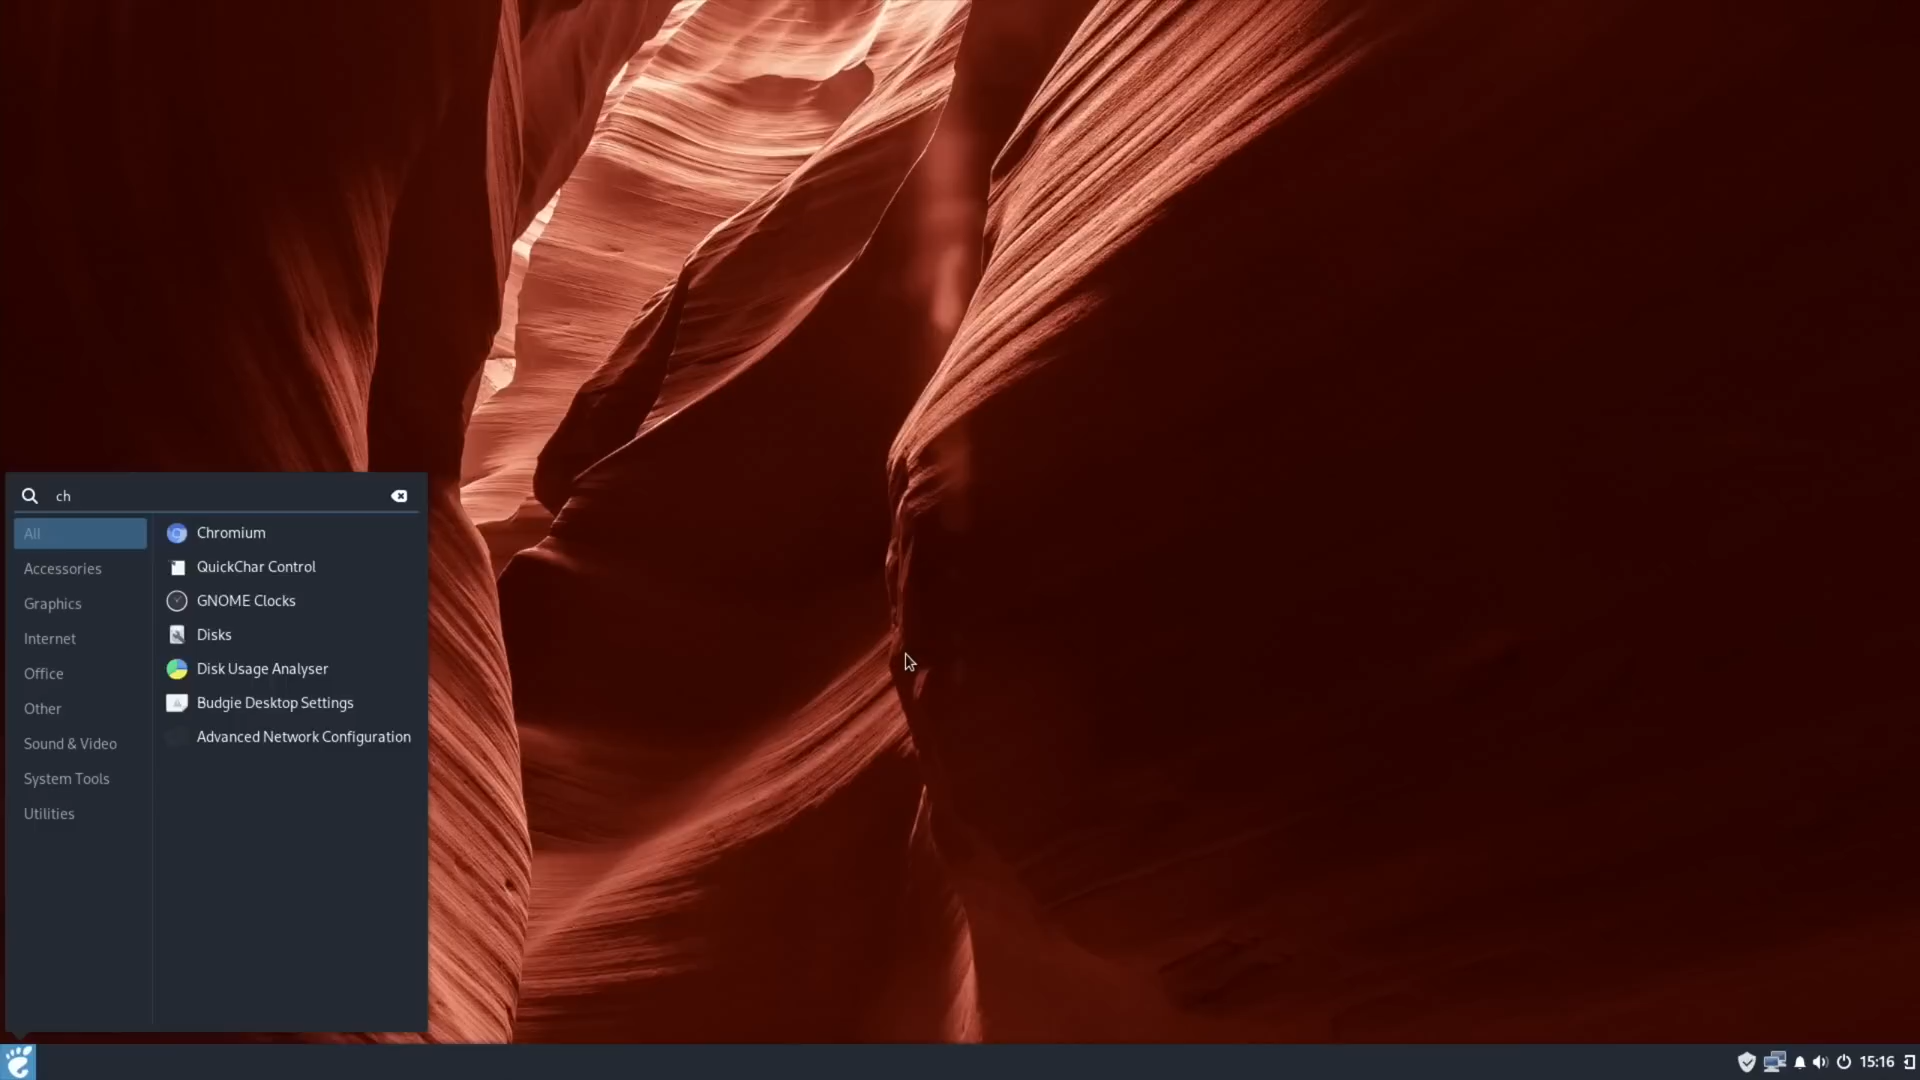 ch
All
Accessories
Graphics
Internet
Office
Other
Sound & Video
System Tools
Utilities
Chromium
QuickChar Control
GNOME Clocks
Disks
Disk Usage Analyser
Budgie Desktop Settings
Advanced Network Configuration
15:16